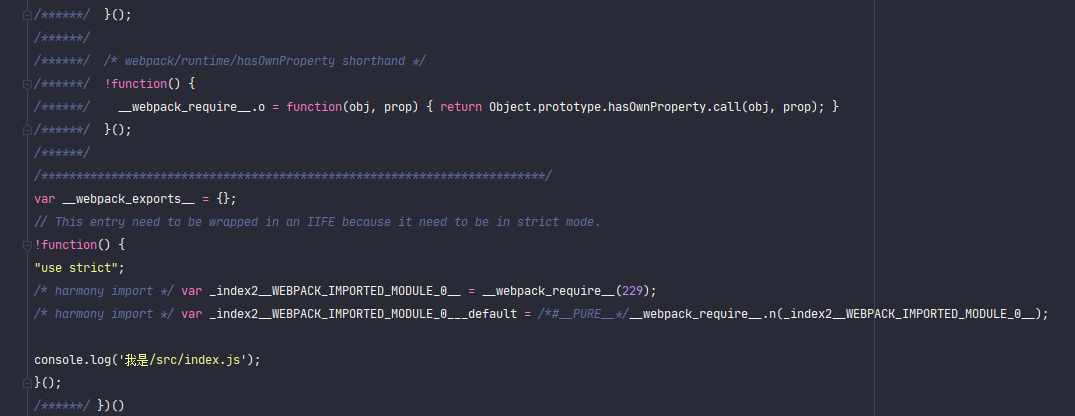 /******/  }();
/******/
/******/  /* webpack/runtime/hasOwnProperty shorthand */
/******/  !function() {
/******/    __webpack_require__.o = function(obj, prop) { return Object.prototype.hasOwnProperty.call(obj, prop); }
/******/  }();
/******/
/************************************************************************/
var __webpack_exports__ = {};
// This entry need to be wrapped in an IIFE because it need to be in strict mode.
!function() {
"use strict";
/* harmony import */ var _index2__WEBPACK_IMPORTED_MODULE_0__ = __webpack_require__(229);
/* harmony import */ var _index2__WEBPACK_IMPORTED_MODULE_0___default = /*#__PURE__*/__webpack_require__.n(_index2__WEBPACK_IMPORTED_MODULE_0__);
console.log('我是/src/index.js');
}();
/******/ })()